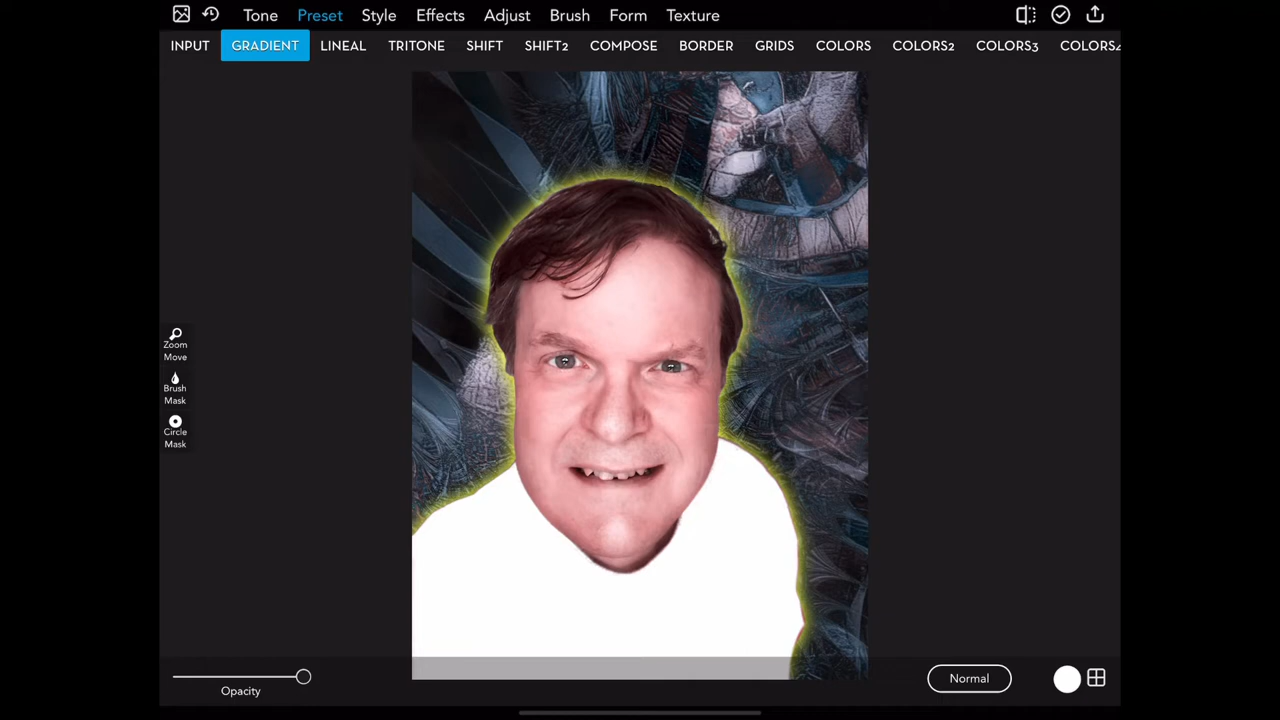 Tone Preset Style Effects Adjust Brush Form Texture
INPUT GRADIENT LINEAL TRITONE SHIFT SHIFT2 COMPOSE BORDER GRIDS COLORS COLORS2 COLORS3 COLORS
Zoom
Move
Brush
Mask
Circle
Mask
Opacity
Normal